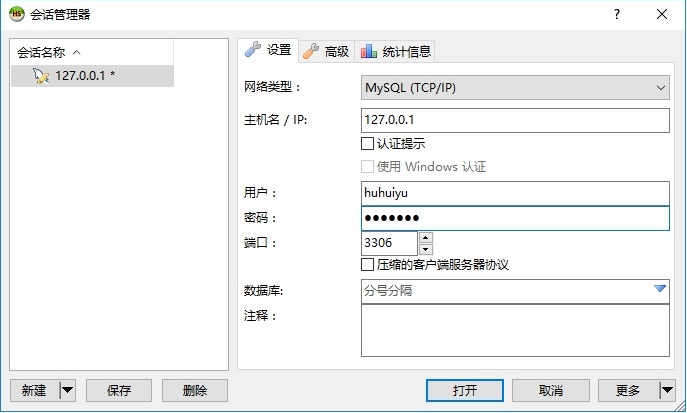 会话管理器
会话名称
127.0.0.1 *
设置
高级
统计信息
网络类型：
MySQL (TCP/IP)
主机名 / IP:
127.0.0.1
认证提示
使用 Windows 认证
用户：
huhuiyu
密码：
●●●●●●●
端口：
3306
压缩的客户端服务器协议
数据库:
分号分隔
注释：
新建
保存
删除
打开
取消
更多